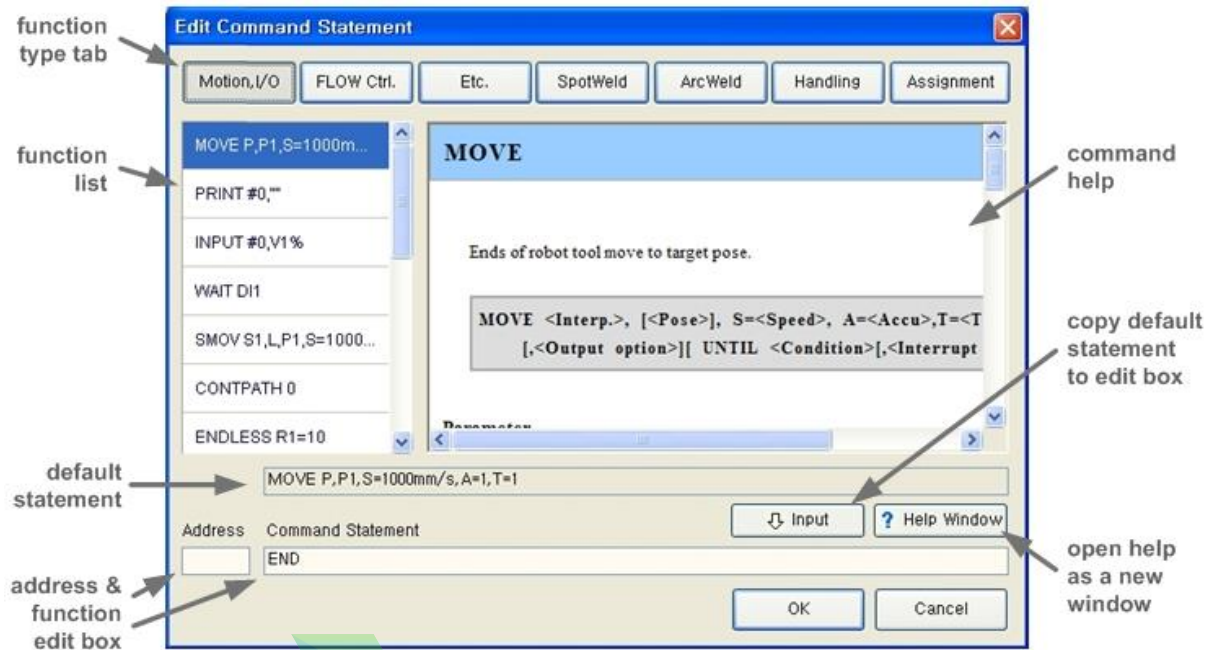 function
type tab
Edit Command Statement
Motion,I/O FLOW Ctrl. Etc. SpotWeld ArcWeld Handling Assignment
function
list
MOVE P,P1,S=1000m...
PRINT #0,""
INPUT #0,V1%
WAIT DI1
SMOV S1,L,P1,S=1000...
CONTPATH 0
ENDLESS R1=10
MOVE
Ends of robot tool move to target pose.
MOVE <Interp.>, [<Pose>], S=<Speed>, A=<Accu>,T=<T
[,<Output option>][ UNTIL <Condition>[,<Interrupt
Parameter
command
help
copy default
statement
to edit box
default
statement
MOVE P,P1,S=1000mm/s,A=1,T=1
Input ? Help Window
Address Command Statement
END
address &
function
edit box
open help
as a new
window
OK Cancel